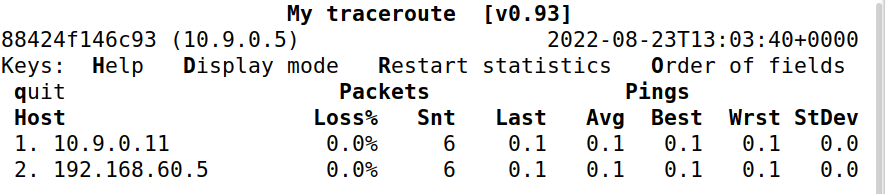 My traceroute  [v0.93]
88424f146c93 (10.9.0.5)                   2022-08-23T13:03:40+0000
Keys:  Help   Display mode   Restart statistics   Order of fields
 quit                     Packets               Pings
 Host                   Loss%   Snt   Last   Avg  Best  Wrst StDev
 1. 10.9.0.11            0.0%     6    0.1   0.1   0.1   0.1   0.0
 2. 192.168.60.5         0.0%     6    0.1   0.1   0.1   0.1   0.0